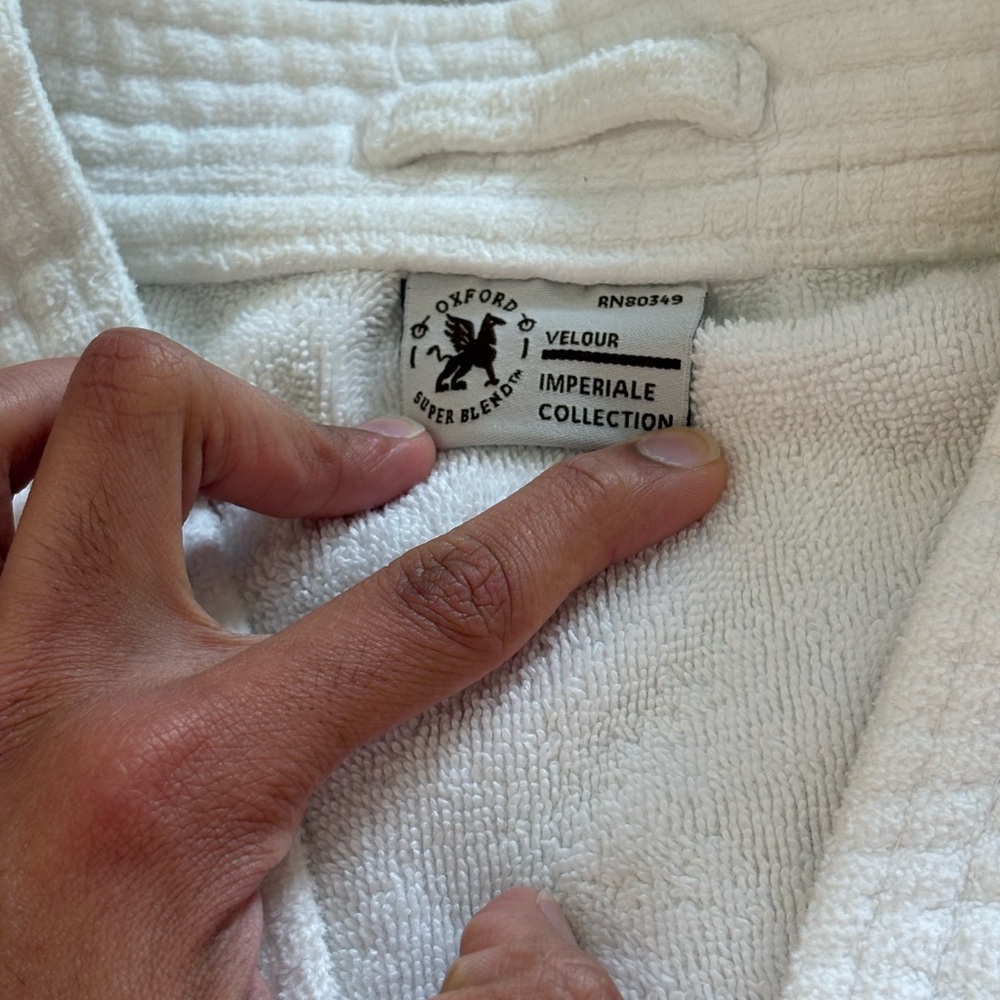 OXFORD
SUPER BLEND™
RN80349
VELOUR
IMPERIALE
COLLECTION